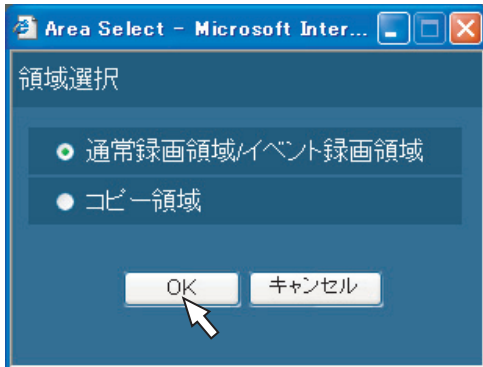 Area Select - Microsoft Inter...
領域選択
通常録画領域/イベント録画領域
コピー領域
OK キャンセル